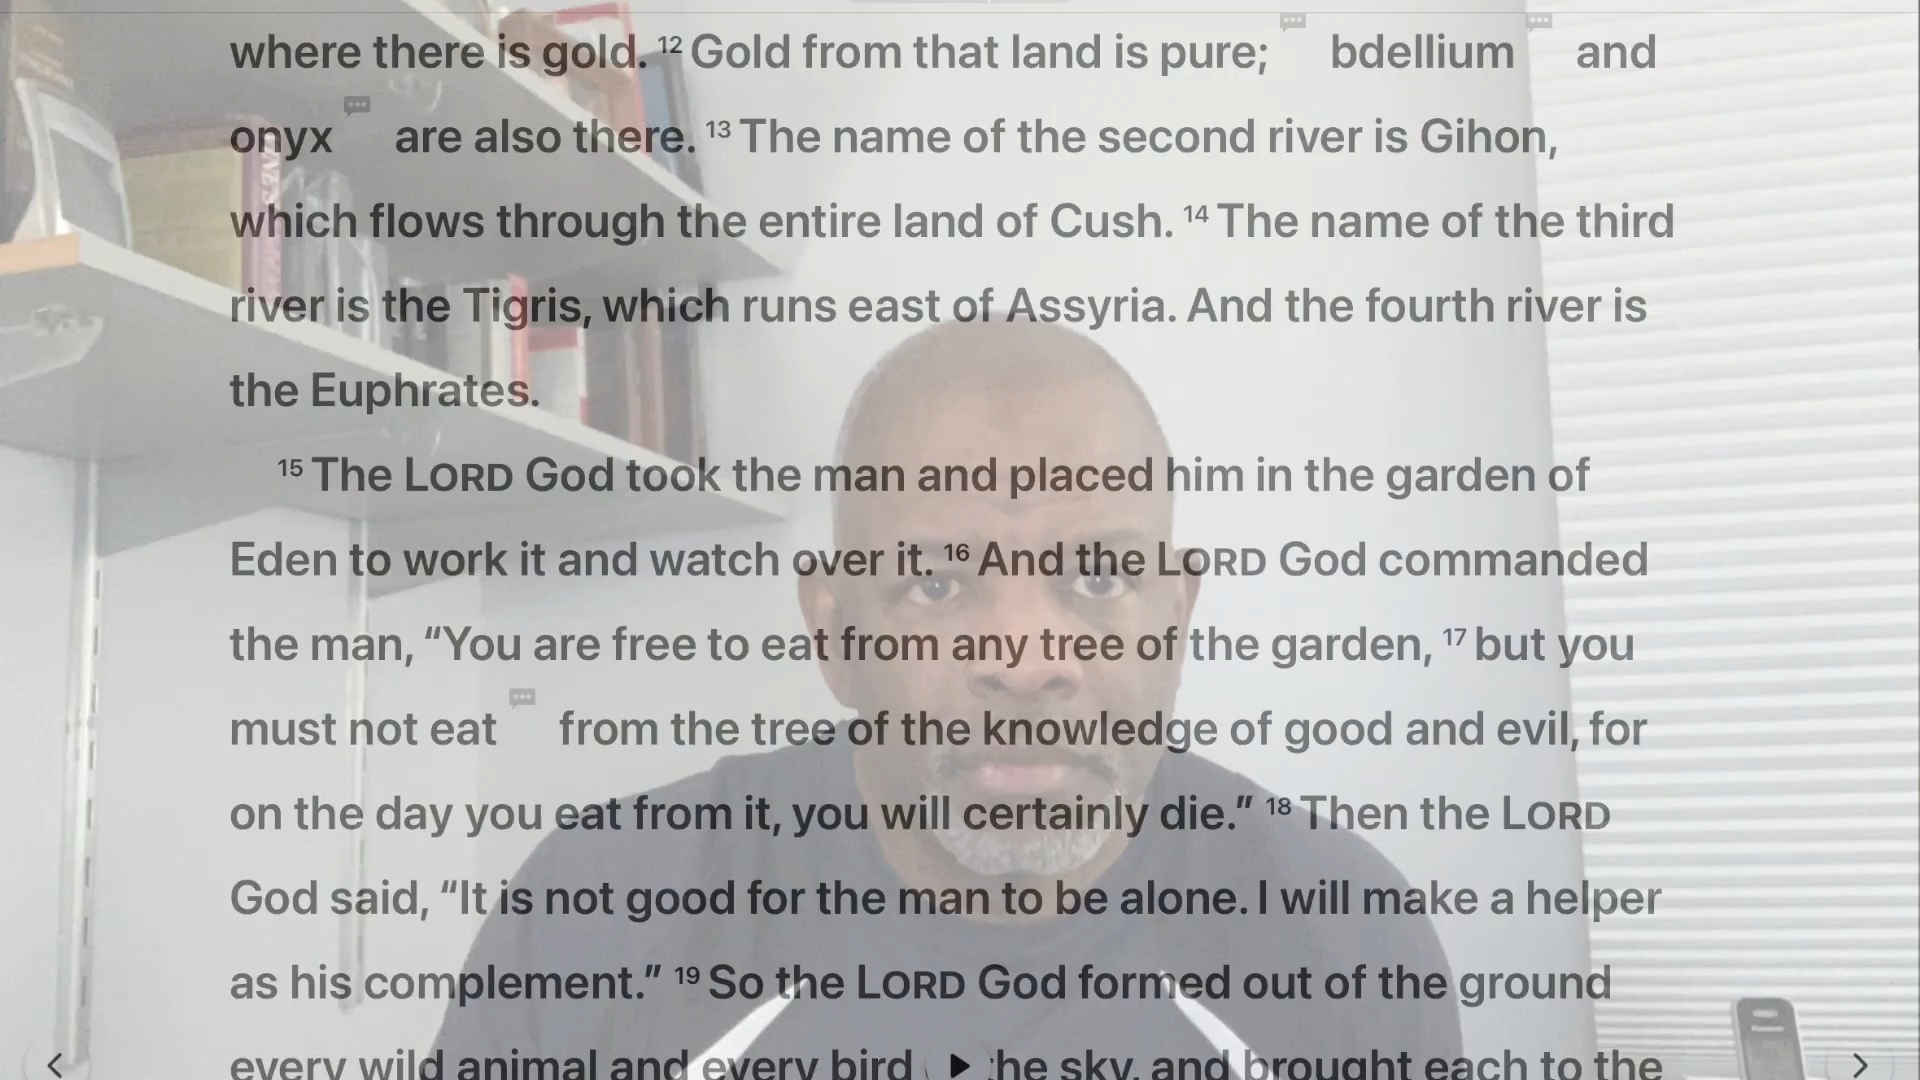 where there is gold. 12 Gold from that land is pure; bdellium and
onyx are also there. 13 The name of the second river is Gihon,
which flows through the entire land of Cush. 14 The name of the third
river is the Tigris, which runs east of Assyria. And the fourth river is
the Euphrates.
15 The LORD God took the man and placed him in the garden of
Eden to work it and watch over it. 16 And the LORD God commanded
the man, “You are free to eat from any tree of the garden, 17 but you
must not eat from the tree of the knowledge of good and evil, for
on the day you eat from it, you will certainly die.” 18 Then the LORD
God said, “It is not good for the man to be alone. I will make a helper
as his complement.” 19 So the LORD God formed out of the ground
every wild animal and every bird the sky, and brought each to the